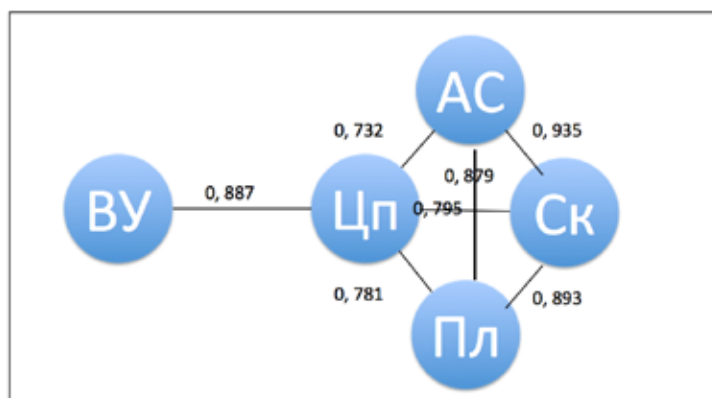 АС
0, 732
0, 935
0, 879
ВУ
0, 887
Цп
0, 795
Ск
0, 781
0, 893
Пл